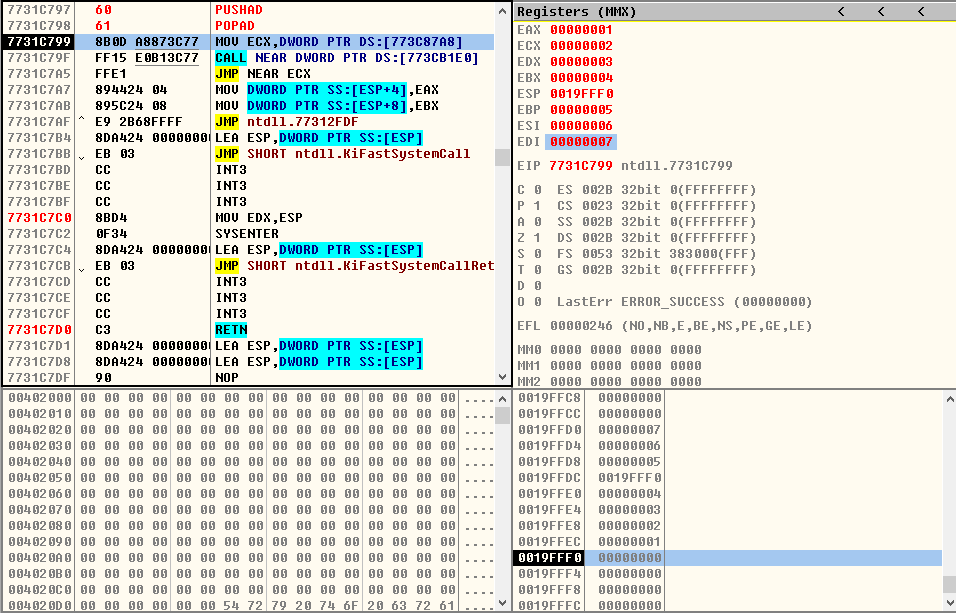 7731C797 60 PUSHAD
7731C798 61 POPAD
7731C799 8B0D A8873C77 MOV ECX,DWORD PTR DS:[773C87A8]
7731C79F FF15 E0B13C77 CALL NEAR DWORD PTR DS:[773CB1E0]
7731C7A5 FFE1 JMP NEAR ECX
7731C7A7 894424 04 MOV DWORD PTR SS:[ESP+4],EAX
7731C7AB 895C24 08 MOV DWORD PTR SS:[ESP+8],EBX
7731C7AF ^ E9 2B68FFFF JMP ntdll.77312FDF
7731C7B4 8DA424 00000000 LEA ESP,DWORD PTR SS:[ESP]
7731C7BB EB 03 JMP SHORT ntdll.KiFastSystemCall
7731C7BD CC INT3
7731C7BE CC INT3
7731C7BF CC INT3
7731C7C0 8BD4 MOV EDX,ESP
7731C7C2 0F34 SYSENTER
7731C7C4 8DA424 00000000 LEA ESP,DWORD PTR SS:[ESP]
7731C7CB EB 03 JMP SHORT ntdll.KiFastSystemCallRet
7731C7CD CC INT3
7731C7CE CC INT3
7731C7CF CC INT3
7731C7D0 C3 RETN
7731C7D1 8DA424 00000000 LEA ESP,DWORD PTR SS:[ESP]
7731C7D8 8DA424 00000000 LEA ESP,DWORD PTR SS:[ESP]
7731C7DF 90 NOP
Registers (MMX) < < <
EAX 00000001
ECX 00000002
EDX 00000003
EBX 00000004
ESP 0019FFF0
EBP 00000005
ESI 00000006
EDI 00000007
EIP 7731C799 ntdll.7731C799
C 0 ES 002B 32bit 0(FFFFFFFF)
P 1 CS 0023 32bit 0(FFFFFFFF)
A 0 SS 002B 32bit 0(FFFFFFFF)
Z 1 DS 002B 32bit 0(FFFFFFFF)
S 0 FS 0053 32bit 383000(FFF)
T 0 GS 002B 32bit 0(FFFFFFFF)
D 0
O 0 LastErr ERROR_SUCCESS (00000000)
EFL 00000246 (NO,NB,E,BE,NS,PE,GE,LE)
MM0 0000 0000 0000 0000
MM1 0000 0000 0000 0000
MM2 0000 0000 0000 0000
00402000 00 00 00 00 00 00 00 00 00 00 00 00 00 00 00 00 ....
00402010 00 00 00 00 00 00 00 00 00 00 00 00 00 00 00 00 ....
00402020 00 00 00 00 00 00 00 00 00 00 00 00 00 00 00 00 ....
00402030 00 00 00 00 00 00 00 00 00 00 00 00 00 00 00 00 ....
00402040 00 00 00 00 00 00 00 00 00 00 00 00 00 00 00 00 ....
00402050 00 00 00 00 00 00 00 00 00 00 00 00 00 00 00 00 ....
00402060 00 00 00 00 00 00 00 00 00 00 00 00 00 00 00 00 ....
00402070 00 00 00 00 00 00 00 00 00 00 00 00 00 00 00 00 ....
00402080 00 00 00 00 00 00 00 00 00 00 00 00 00 00 00 00 ....
00402090 00 00 00 00 00 00 00 00 00 00 00 00 00 00 00 00 ....
004020A0 00 00 00 00 00 00 00 00 00 00 00 00 00 00 00 00 ....
004020B0 00 00 00 00 00 00 00 00 00 00 00 00 00 00 00 00 ....
004020C0 00 00 00 00 00 00 00 00 00 00 00 00 00 00 00 00 ....
004020D0 00 00 00 00 00 00 54 72 79 20 74 6F 20 63 72 61 ....
0019FFC8 00000000
0019FFCC 00000000
0019FFD0 00000007
0019FFD4 00000006
0019FFD8 00000005
0019FFDC 0019FFF0
0019FFE0 00000004
0019FFE4 00000003
0019FFE8 00000002
0019FFEC 00000001
0019FFF0 00000000
0019FFF4 00000000
0019FFF8 00000000
0019FFFC 00000000